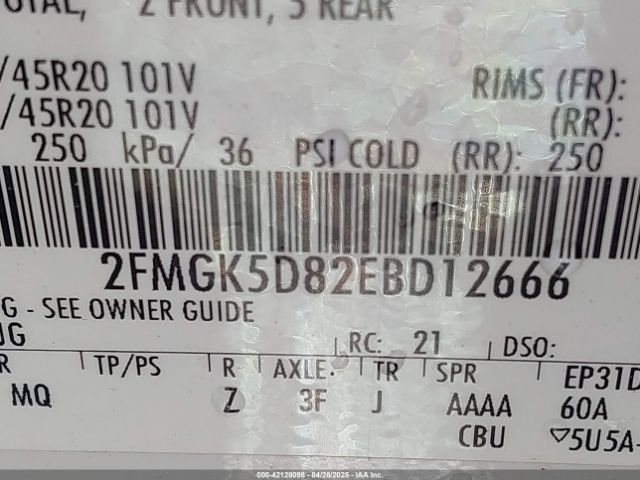 2 FRONT, 5 REAR
/45R20 101V RIMS (FR):
/45R20 101V (RR):
250 kPa/ 36 PSI COLD (RR): 250
2FMGK5D82EBD12666
G - SEE OWNER GUIDE
RC: 21 DSO:
R TP/PS R AXLE TR SPR EP31D
MQ Z 3F J AAAA 60A
CBU ▽5U5A-
000-42128098 - 04/28/2025 - IAA Inc.